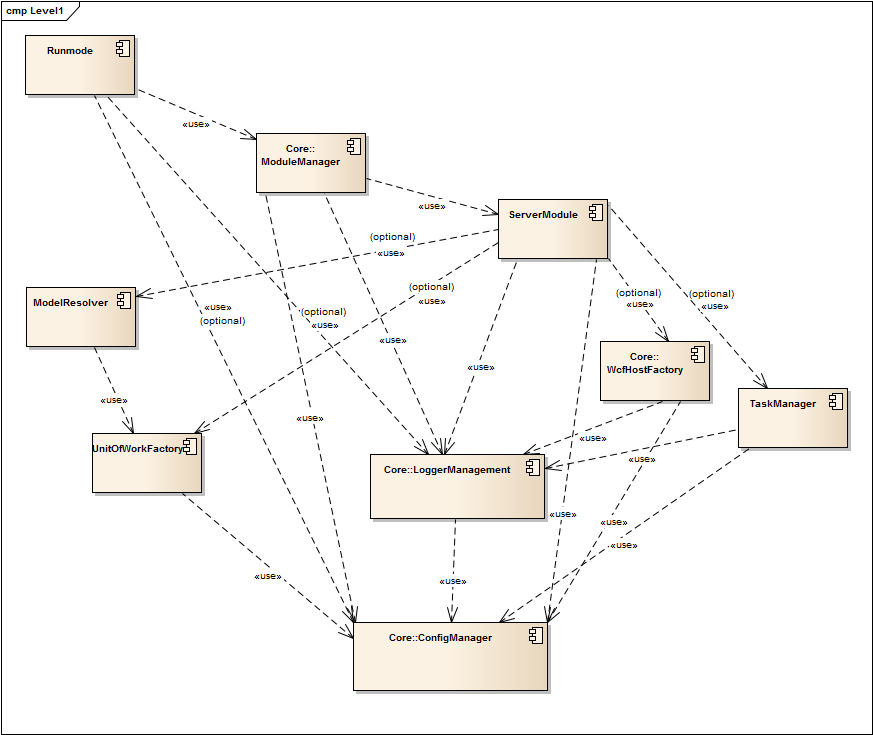 cmp Level1
Runmode
«use»
Core::
ModuleManager
«use»
ServerModule
(optional)
«use»
(optional)
«use»
(optional)
«use»
(optional)
«use»
ModelResolver
«use»
(optional)
(optional)
«use»
«use»
Core::
WcfHostFactory
«use»
«use»
TaskManager
«use»
UnitOfWorkFactory
«use»
«use»
Core::LoggerManagement
«use»
«use»
«use»
«use»
«use»
Core::ConfigManager